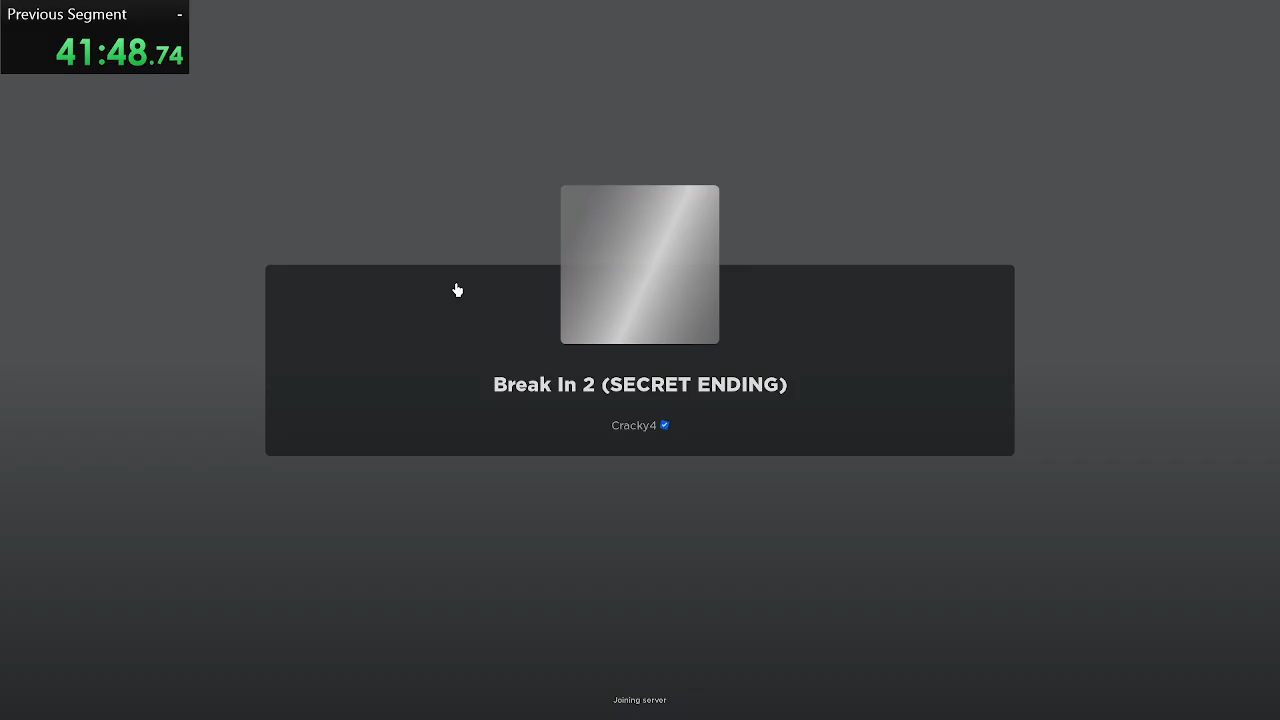 Previous Segment -
41:48.74
Break In 2 (SECRET ENDING)
Cracky4
Joining server